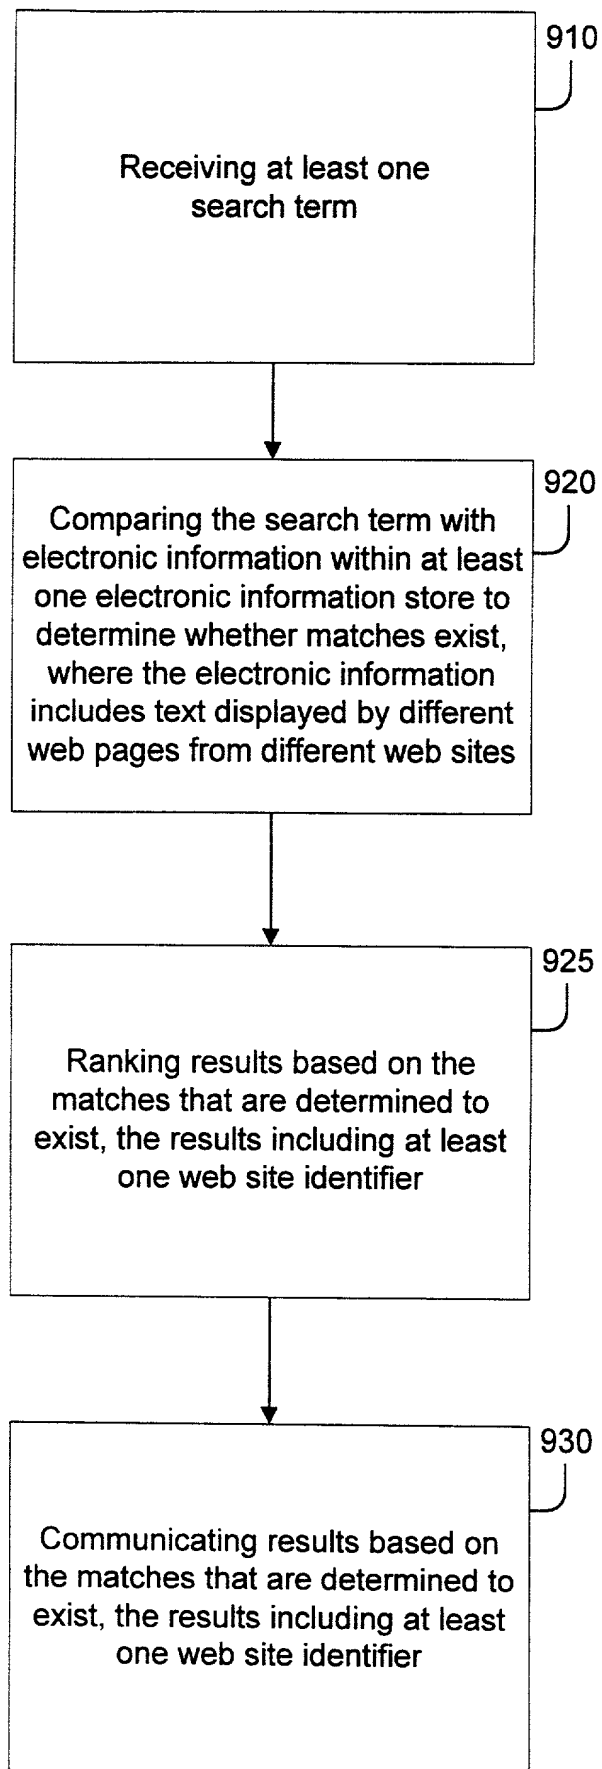 910
Receiving at least one
search term
920
Comparing the search term with
electronic information within at least
one electronic information store to
determine whether matches exist,
where the electronic information
includes text displayed by different
web pages from different web sites
925
Ranking results based on the
matches that are determined to
exist, the results including at least
one web site identifier
930
Communicating results based on
the matches that are determined to
exist, the results including at least
one web site identifier